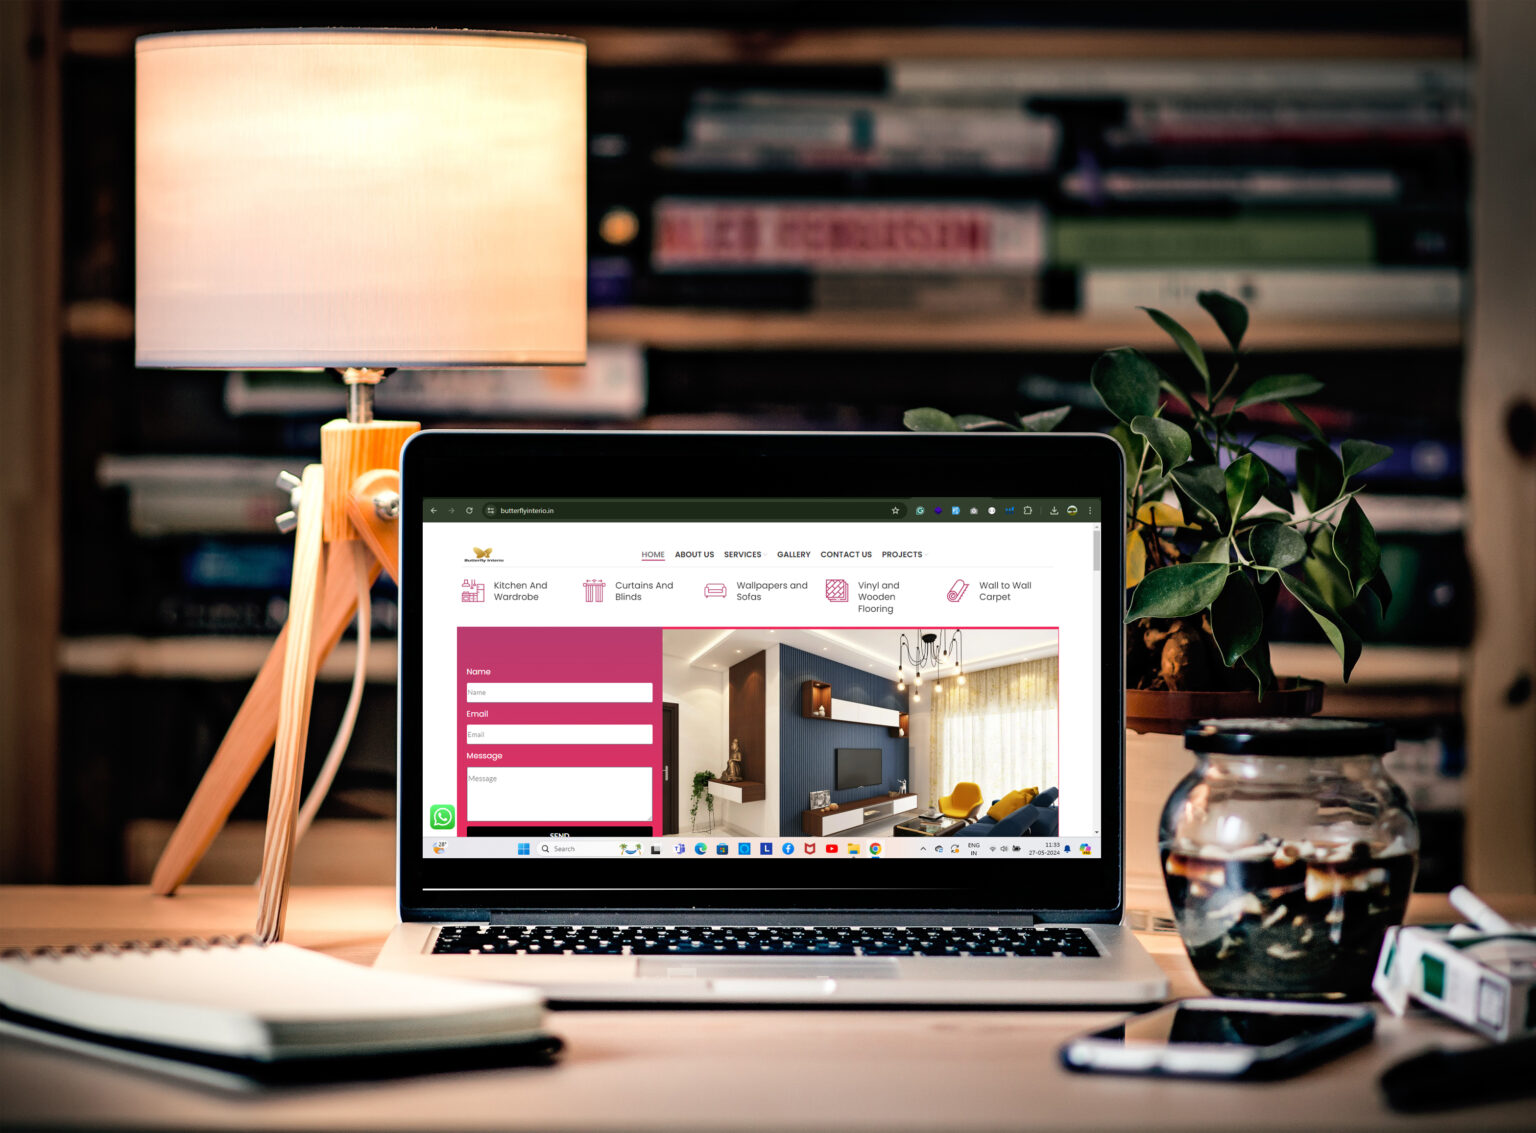 ALEX FERGUSON
butterflyinterio.in
Butterfly Interio
HOME ABOUT US SERVICES GALLERY CONTACT US PROJECTS
Kitchen And
Wardrobe
Curtains And
Blinds
Wallpapers and
Sofas
Vinyl and
Wooden
Flooring
Wall to Wall
Carpet
Name
Name
Email
Email
Message
Message
SEND
28°
Search
ENG
IN
11:33
27-05-2024